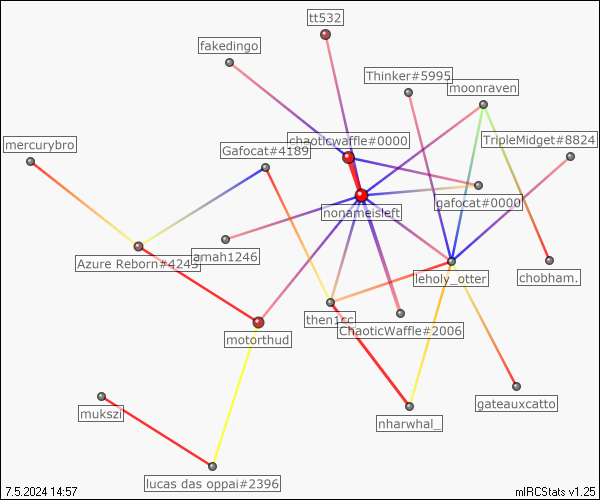 tt532
fakedingo
Thinker#5995
moonraven
chaoticwaffle#0000
TripleMidget#8824
mercurybro
Gafocat#4189
gafocat#0000
nonameisleft
amah1246
Azure Reborn#4243
leholy_otter
chobham.
then1cc
ChaoticWaffle#2006
motorthud
gateauxcatto
mukszi
nharwhal_
lucas das oppai#2396
7.5.2024 14:57
mIRCStats v1.25